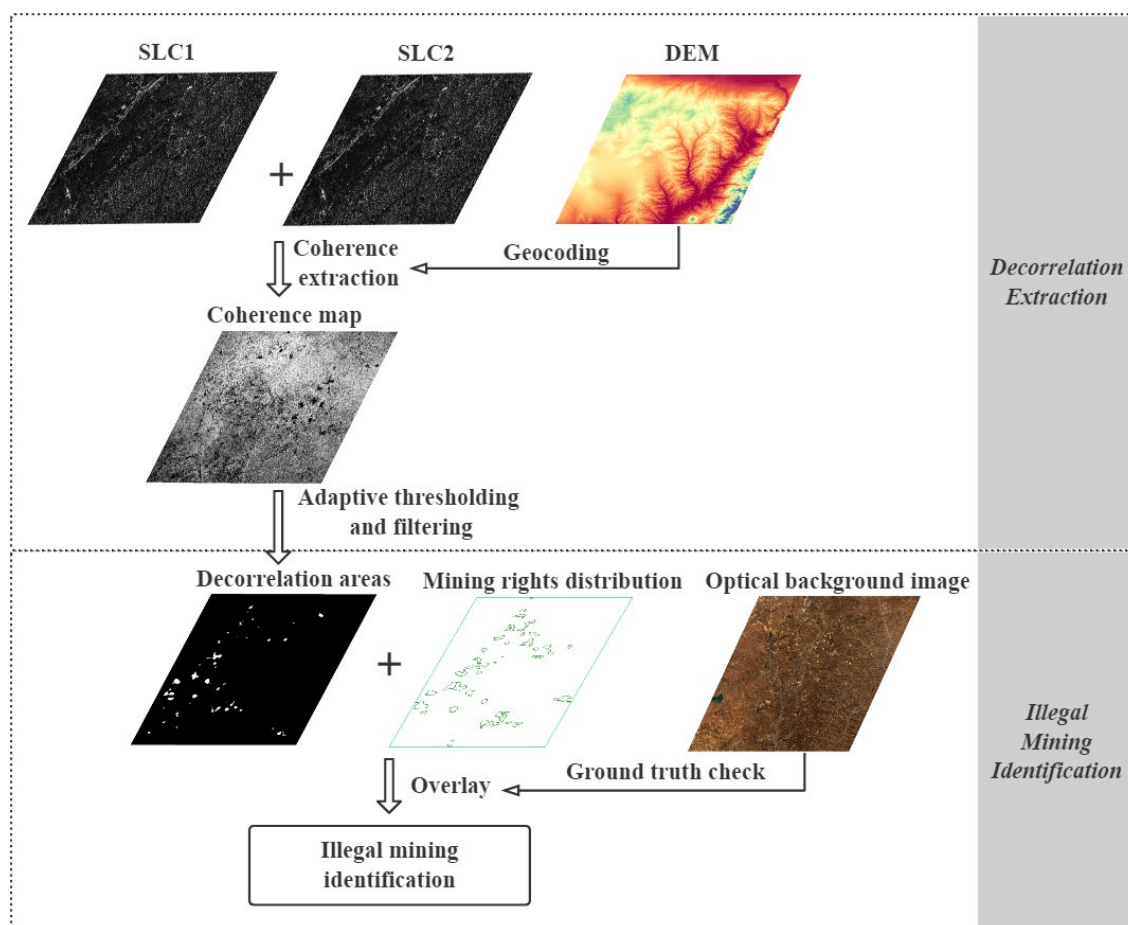 SLC1
SLC2
DEM
+
Coherence
extraction
Geocoding
Coherence map
Adaptive thresholding
and filtering
Decorrelation
Extraction
Decorrelation areas
Mining rights distribution
Optical background image
+
Overlay
Ground truth check
Illegal mining
identification
Illegal
Mining
Identification